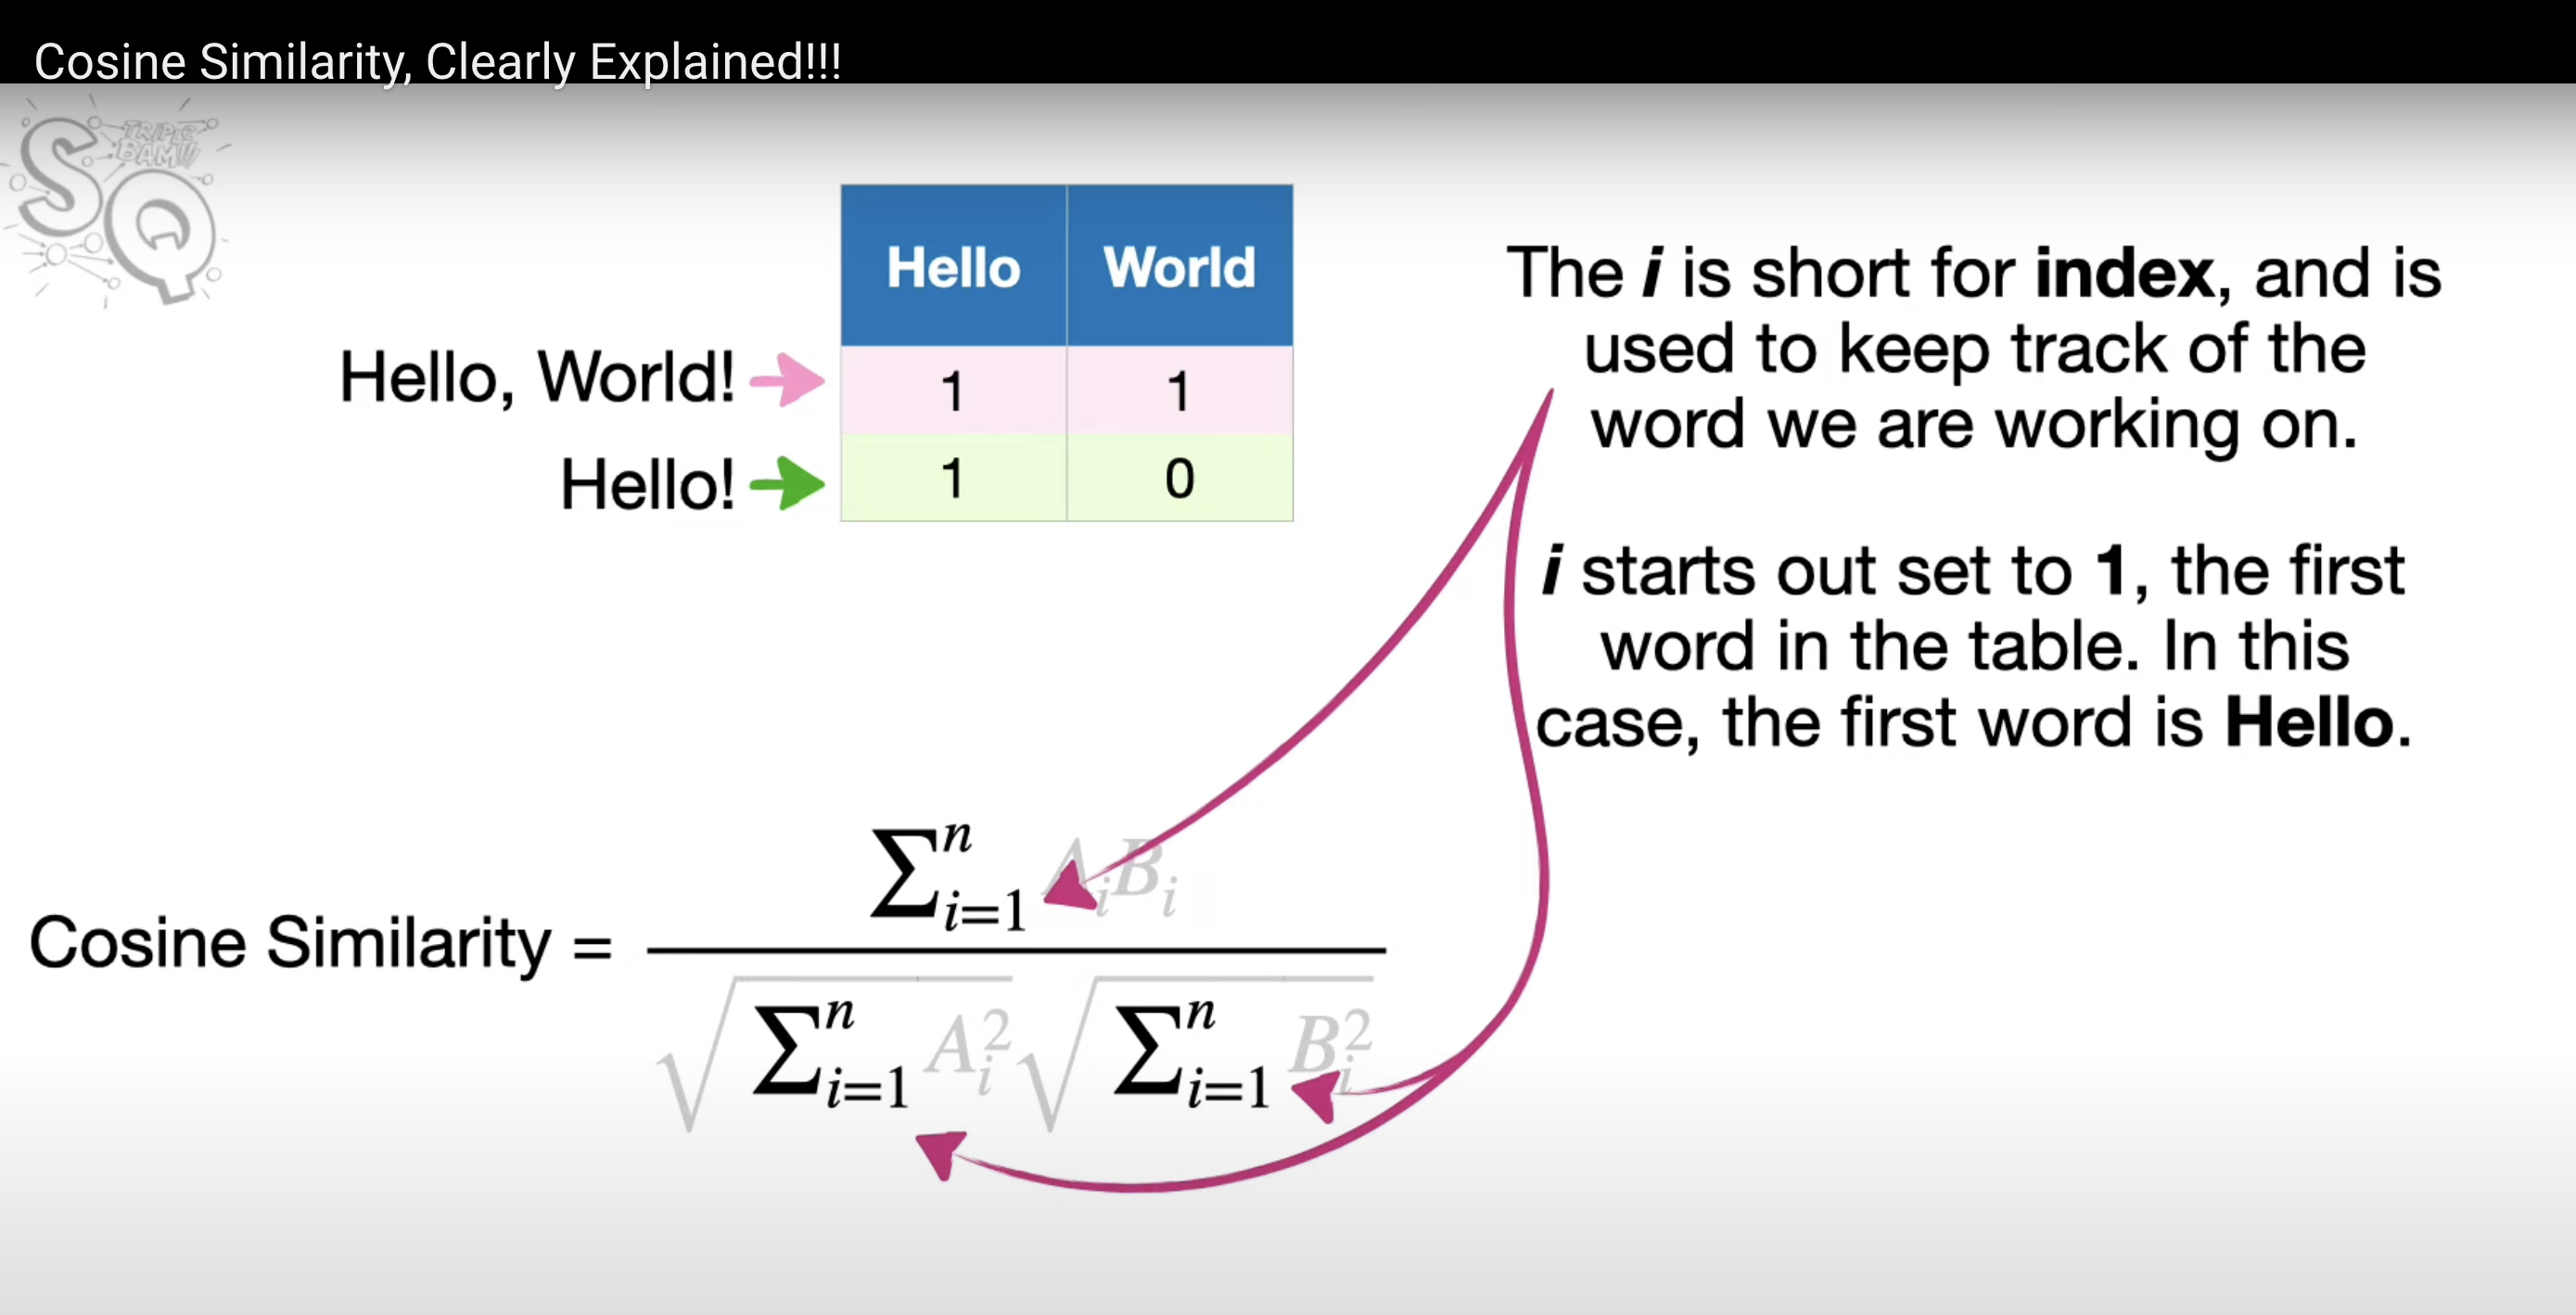 Cosine Similarity, Clearly Explained!!!
TRIPLE
BAM!!!
SQ
Hello World
Hello, World! 1 1
Hello! 1 0
The i is short for index, and is
used to keep track of the
word we are working on.
i starts out set to 1, the first
word in the table. In this
case, the first word is Hello.
Cosine Similarity = \frac{\sum_{i=1}^{n} A_i B_i}{\sqrt{\sum_{i=1}^{n} A_i^2} \sqrt{\sum_{i=1}^{n} B_i^2}}